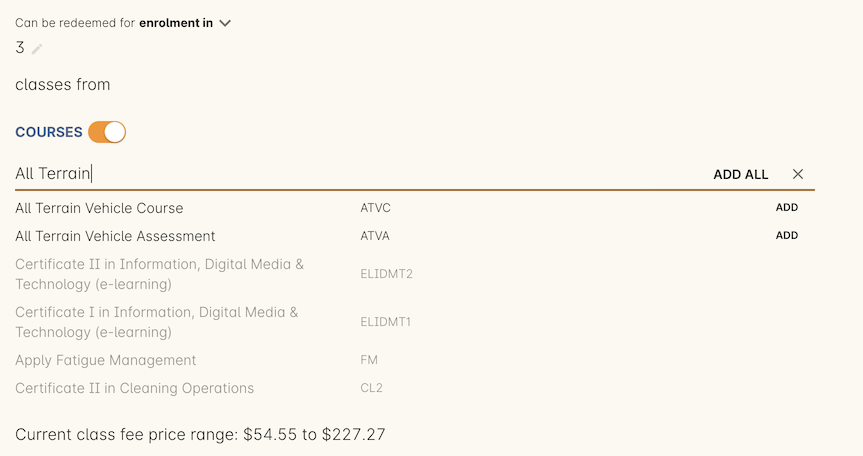 Can be redeemed for enrolment in
3
classes from
COURSES
All Terrain ADD ALL
All Terrain Vehicle Course ATVC ADD
All Terrain Vehicle Assessment ATVA ADD
Certificate II in Information, Digital Media &
Technology (e-learning) ELIDMT2
Certificate I in Information, Digital Media &
Technology (e-learning) ELIDMT1
Apply Fatigue Management FM
Certificate II in Cleaning Operations CL2
Current class fee price range: $54.55 to $227.27